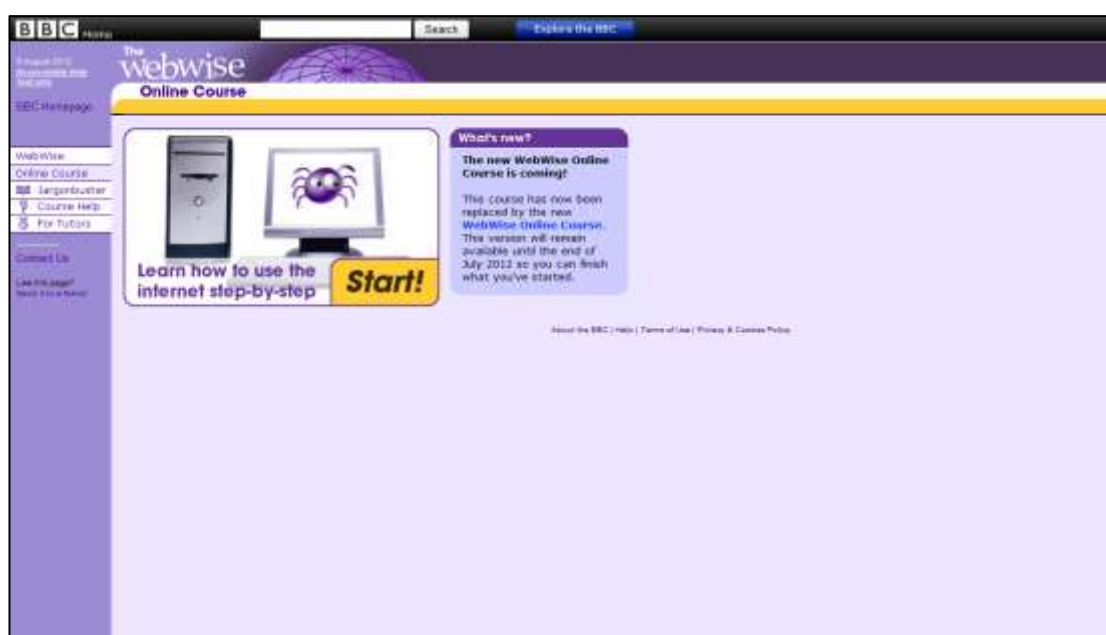 BBC Home
Search
Explore the BBC
The
webwise
Online Course
BBC Homepage
WebWise
Online Course
Jargonbuster
Course Help
For Tutors
Contact Us
Like this page?
Send it to a friend!
Learn how to use the
internet step-by-step
Start!
What's new?
The new WebWise Online
Course is coming!
This course has now been
replaced by the new
WebWise Online Course.
This version will remain
available until the end of
July 2012 so you can finish
what you've started.
About the BBC | Help | Terms of Use | Privacy & Cookies Policy